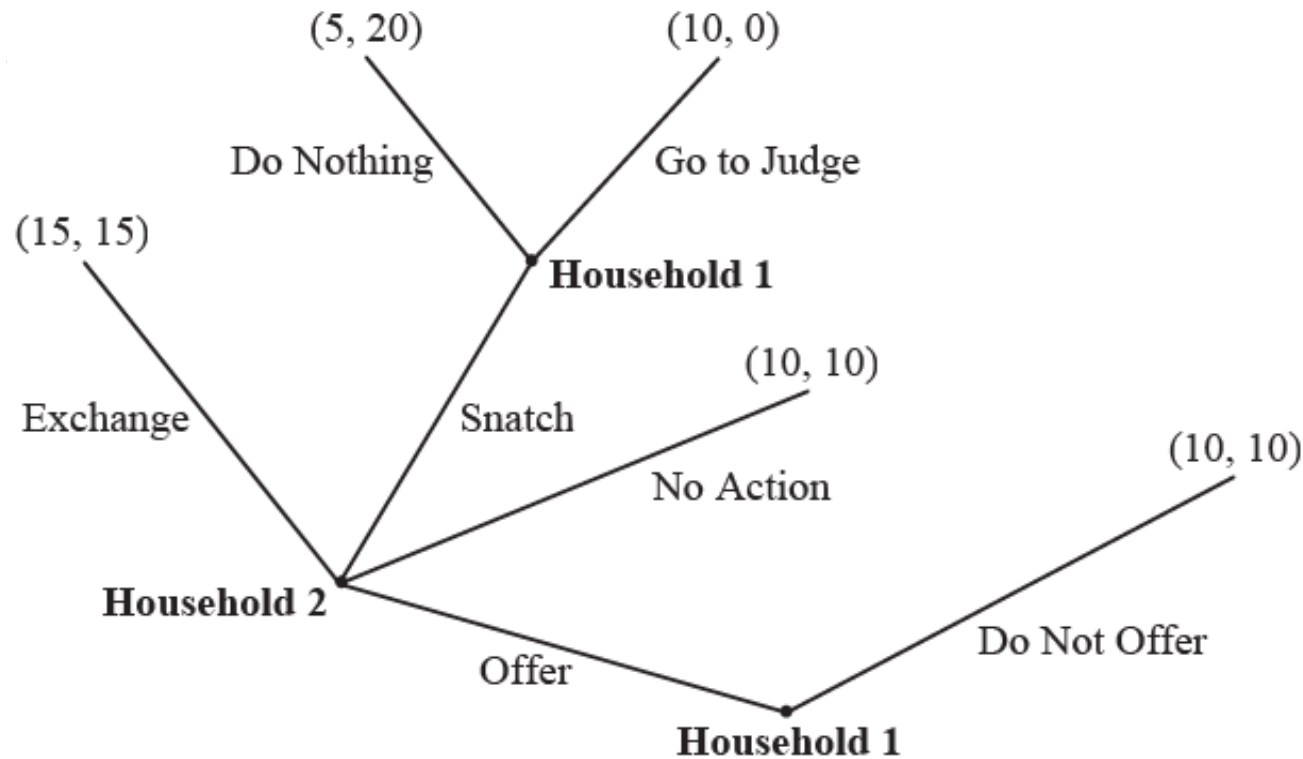 (5, 20) (10, 0)
Do Nothing Go to Judge
(15, 15)
Household 1
(10, 10)
Exchange Snatch
(10, 10)
No Action
Household 2
Do Not Offer
Offer
Household 1